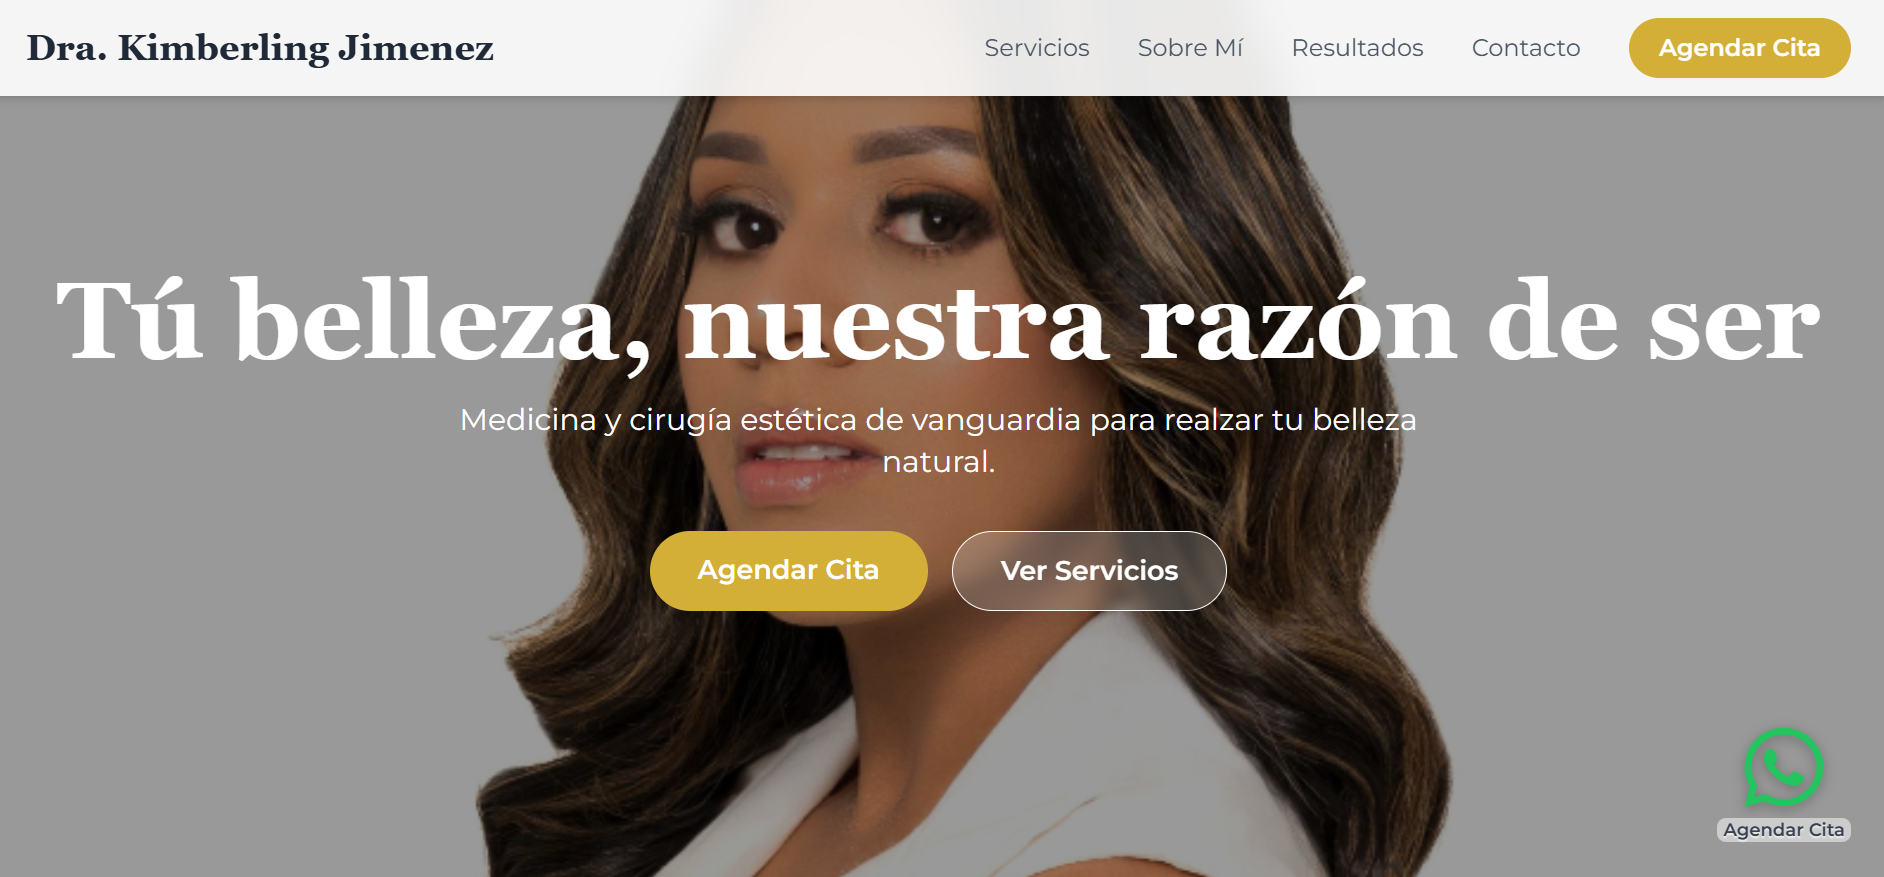 Dra. Kimberling Jimenez
Servicios
Sobre Mí
Resultados
Contacto
Agendar Cita
Tú belleza, nuestra razón de ser
Medicina y cirugía estética de vanguardia para realzar tu belleza
natural.
Agendar Cita
Ver Servicios
Agendar Cita